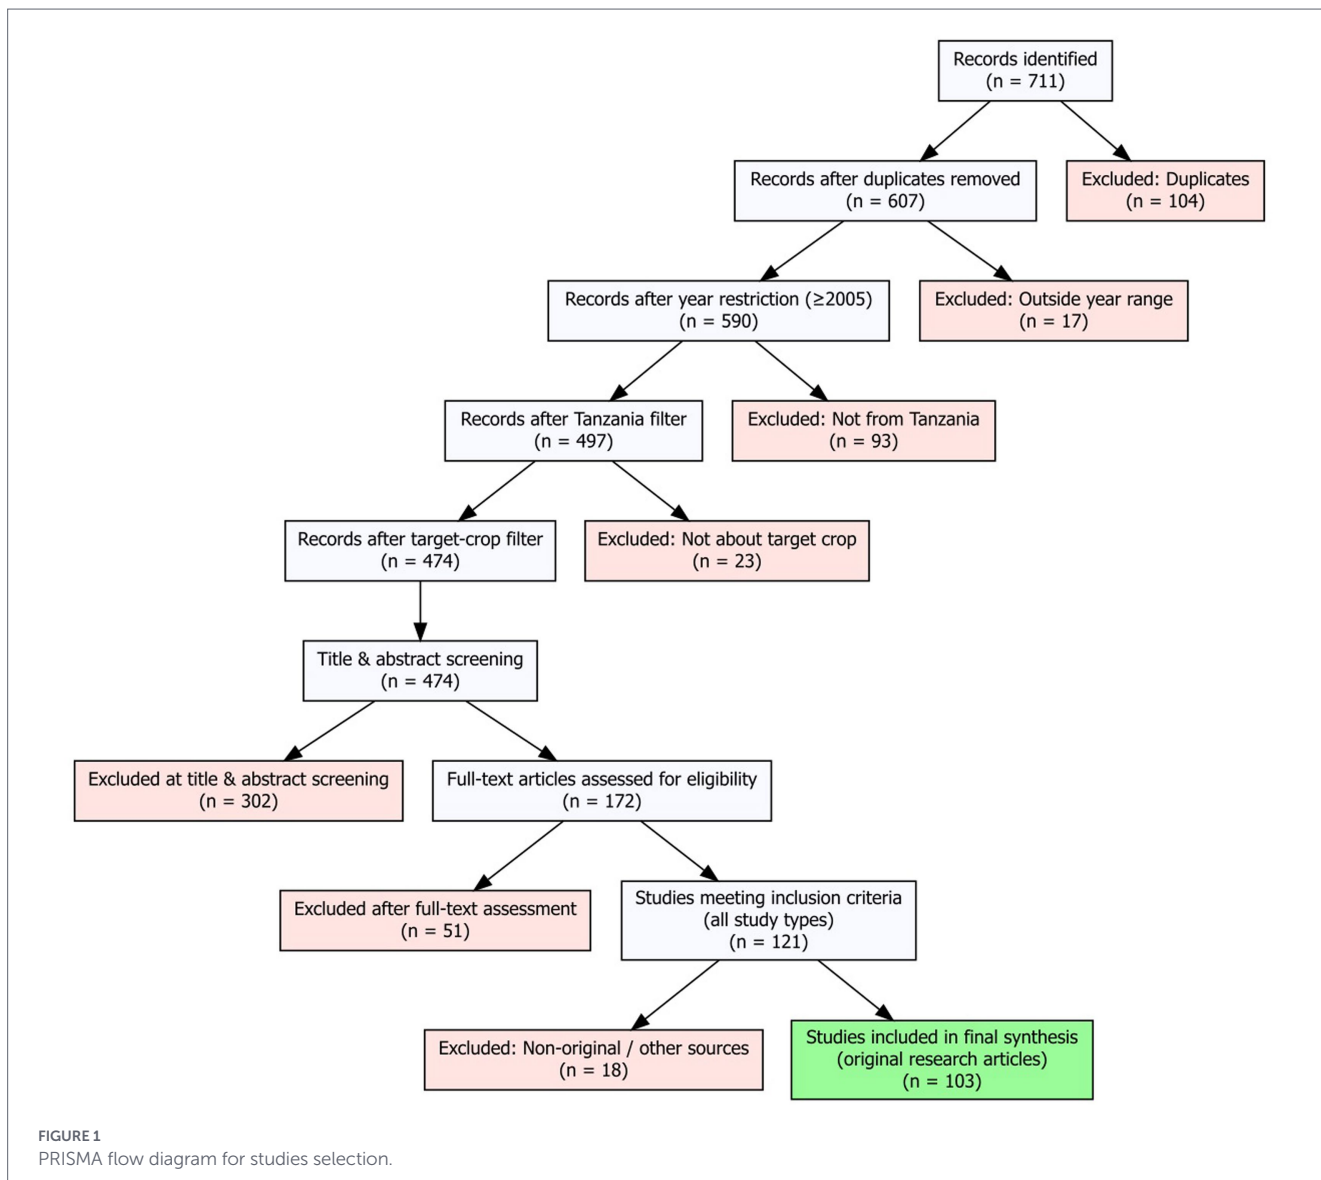 Records identified
(n = 711)
Records after duplicates removed
(n = 607)
Excluded: Duplicates
(n = 104)
Records after year restriction (≥2005)
(n = 590)
Excluded: Outside year range
(n = 17)
Records after Tanzania filter
(n = 497)
Excluded: Not from Tanzania
(n = 93)
Records after target-crop filter
(n = 474)
Excluded: Not about target crop
(n = 23)
Title & abstract screening
(n = 474)
Excluded at title & abstract screening
(n = 302)
Full-text articles assessed for eligibility
(n = 172)
Excluded after full-text assessment
(n = 51)
Studies meeting inclusion criteria
(all study types)
(n = 121)
Excluded: Non-original / other sources
(n = 18)
Studies included in final synthesis
(original research articles)
(n = 103)
FIGURE 1
PRISMA flow diagram for studies selection.